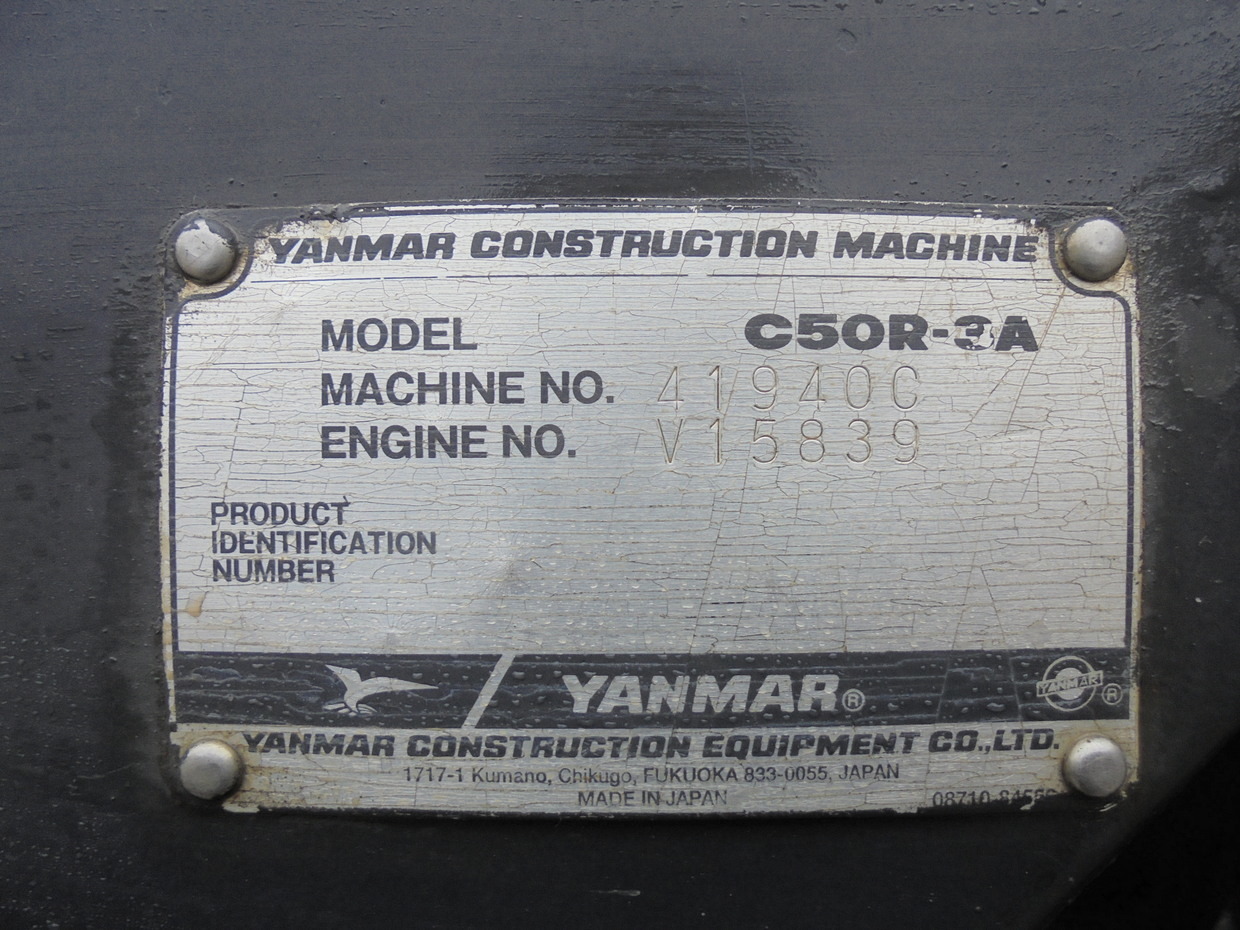 YANMAR CONSTRUCTION MACHINE
MODEL C50R-3A
MACHINE NO. 41940C
ENGINE NO. V15839
PRODUCT
IDENTIFICATION
NUMBER
YANMAR®
YANMAR ®
YANMAR CONSTRUCTION EQUIPMENT CO.,LTD.
1717-1 Kumano, Chikugo, FUKUOKA 833-0055, JAPAN
MADE IN JAPAN